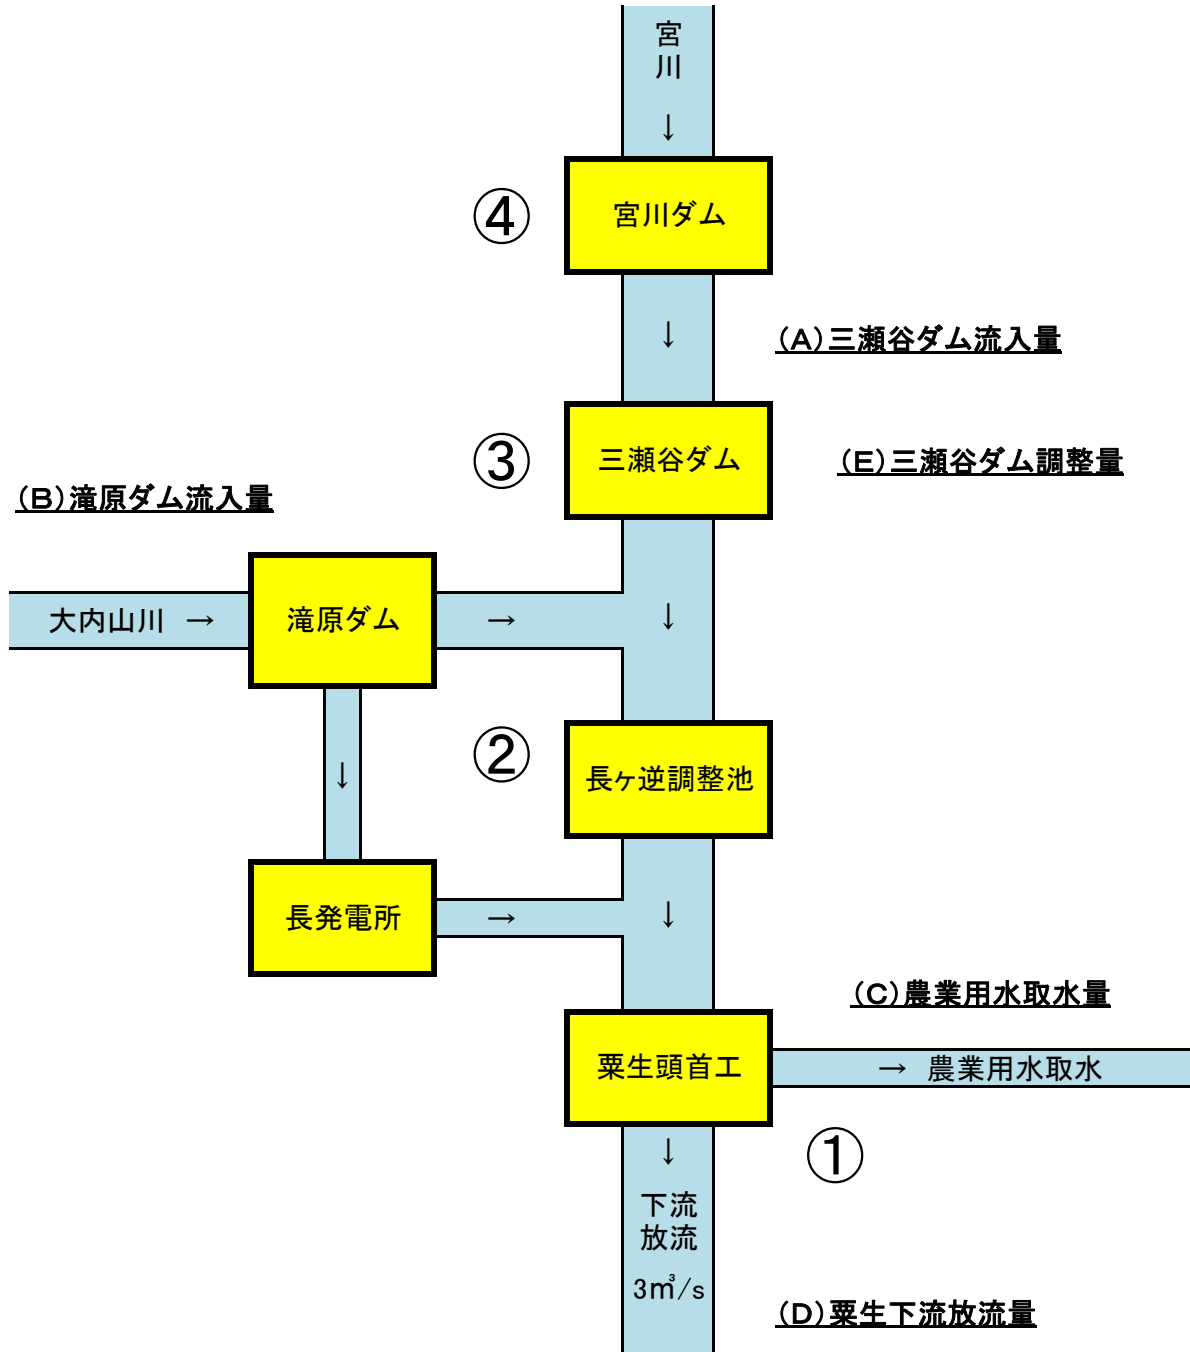 宮
川
↓
④
宮川ダム
↓
(A)三瀬谷ダム流入量
③
三瀬谷ダム
(E)三瀬谷ダム調整量
(B)滝原ダム流入量
大内山川 →
滝原ダム
→
↓
②
↓
長ヶ逆調整池
長発電所
→
↓
(C)農業用水取水量
粟生頭首工
→ 農業用水取水
①
↓
下流
放流
3㎥/s
(D)粟生下流放流量